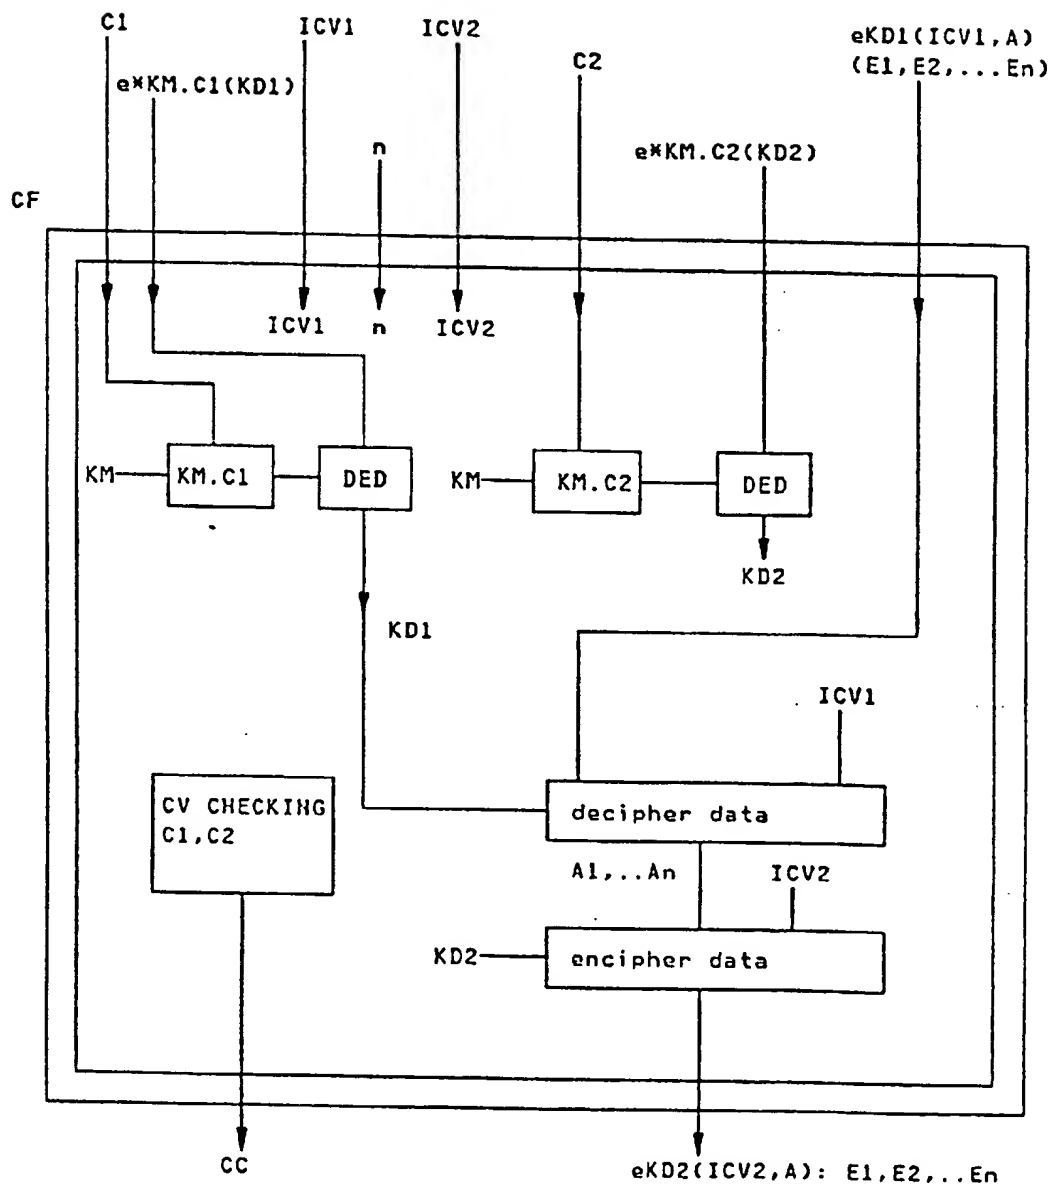 C1
ICV1
ICV2
eKD1(ICV1,A)
(E1,E2,...En)
C2
e*KM.C1(KD1)
n
e*KM.C2(KD2)
CF
ICV1
n
ICV2
KM
KM.C1
DED
KM
KM.C2
DED
KD2
KD1
ICV1
CV CHECKING
C1,C2
decipher data
A1,..An
ICV2
KD2
encipher data
CC
eKD2(ICV2,A): E1,E2,..En